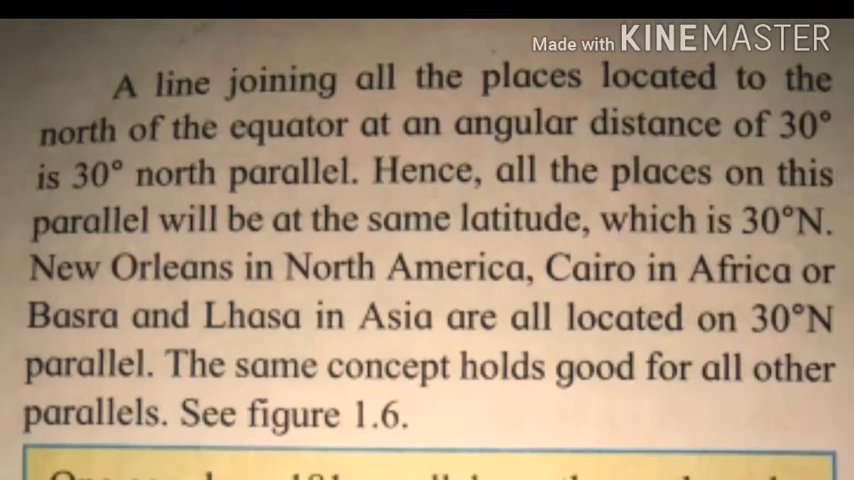 Made with KINEMASTER
A line joining all the places located to the
north of the equator at an angular distance of 30°
is 30° north parallel. Hence, all the places on this
parallel will be at the same latitude, which is 30°N.
New Orleans in North America, Cairo in Africa or
Basra and Lhasa in Asia are all located on 30°N
parallel. The same concept holds good for all other
parallels. See figure 1.6.